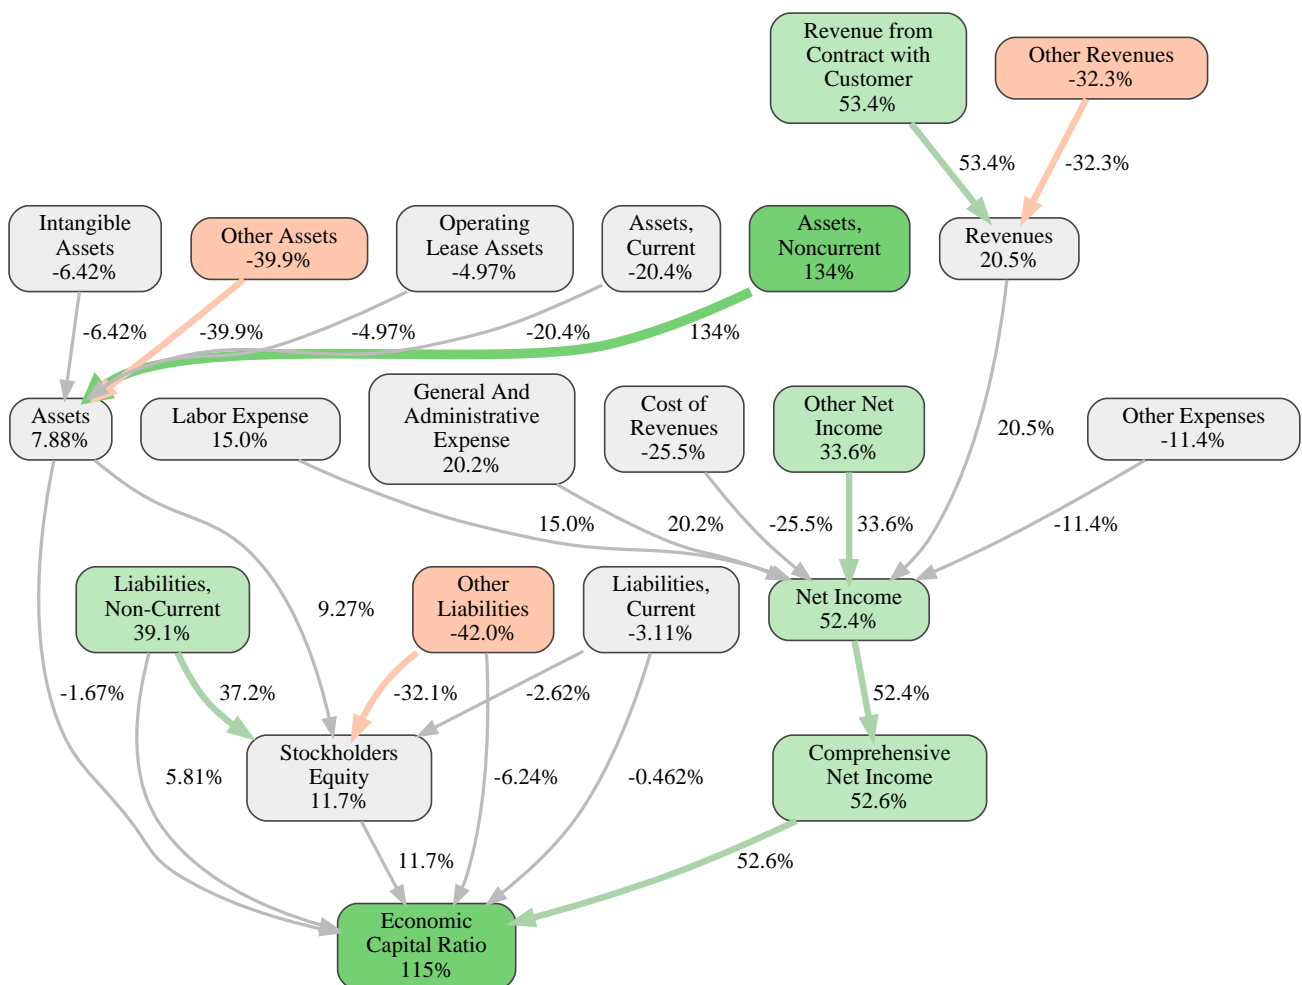 Revenue from
Contract with
Customer
53.4%
Other Revenues
-32.3%
53.4%
-32.3%
Intangible
Assets
-6.42%
Other Assets
-39.9%
Operating
Lease Assets
-4.97%
Assets,
Current
-20.4%
Assets,
Noncurrent
134%
Revenues
20.5%
-6.42%
-39.9%
-4.97%
-20.4%
134%
Assets
7.88%
Labor Expense
15.0%
General And
Administrative
Expense
20.2%
Cost of
Revenues
-25.5%
Other Net
Income
33.6%
20.5%
Other Expenses
-11.4%
15.0%
20.2%
-25.5%
33.6%
-11.4%
Liabilities,
Non-Current
39.1%
9.27%
Other
Liabilities
-42.0%
Liabilities,
Current
-3.11%
Net Income
52.4%
-1.67%
37.2%
-32.1%
-2.62%
52.4%
5.81%
Stockholders
Equity
11.7%
-6.24%
-0.462%
Comprehensive
Net Income
52.6%
11.7%
52.6%
Economic
Capital Ratio
115%